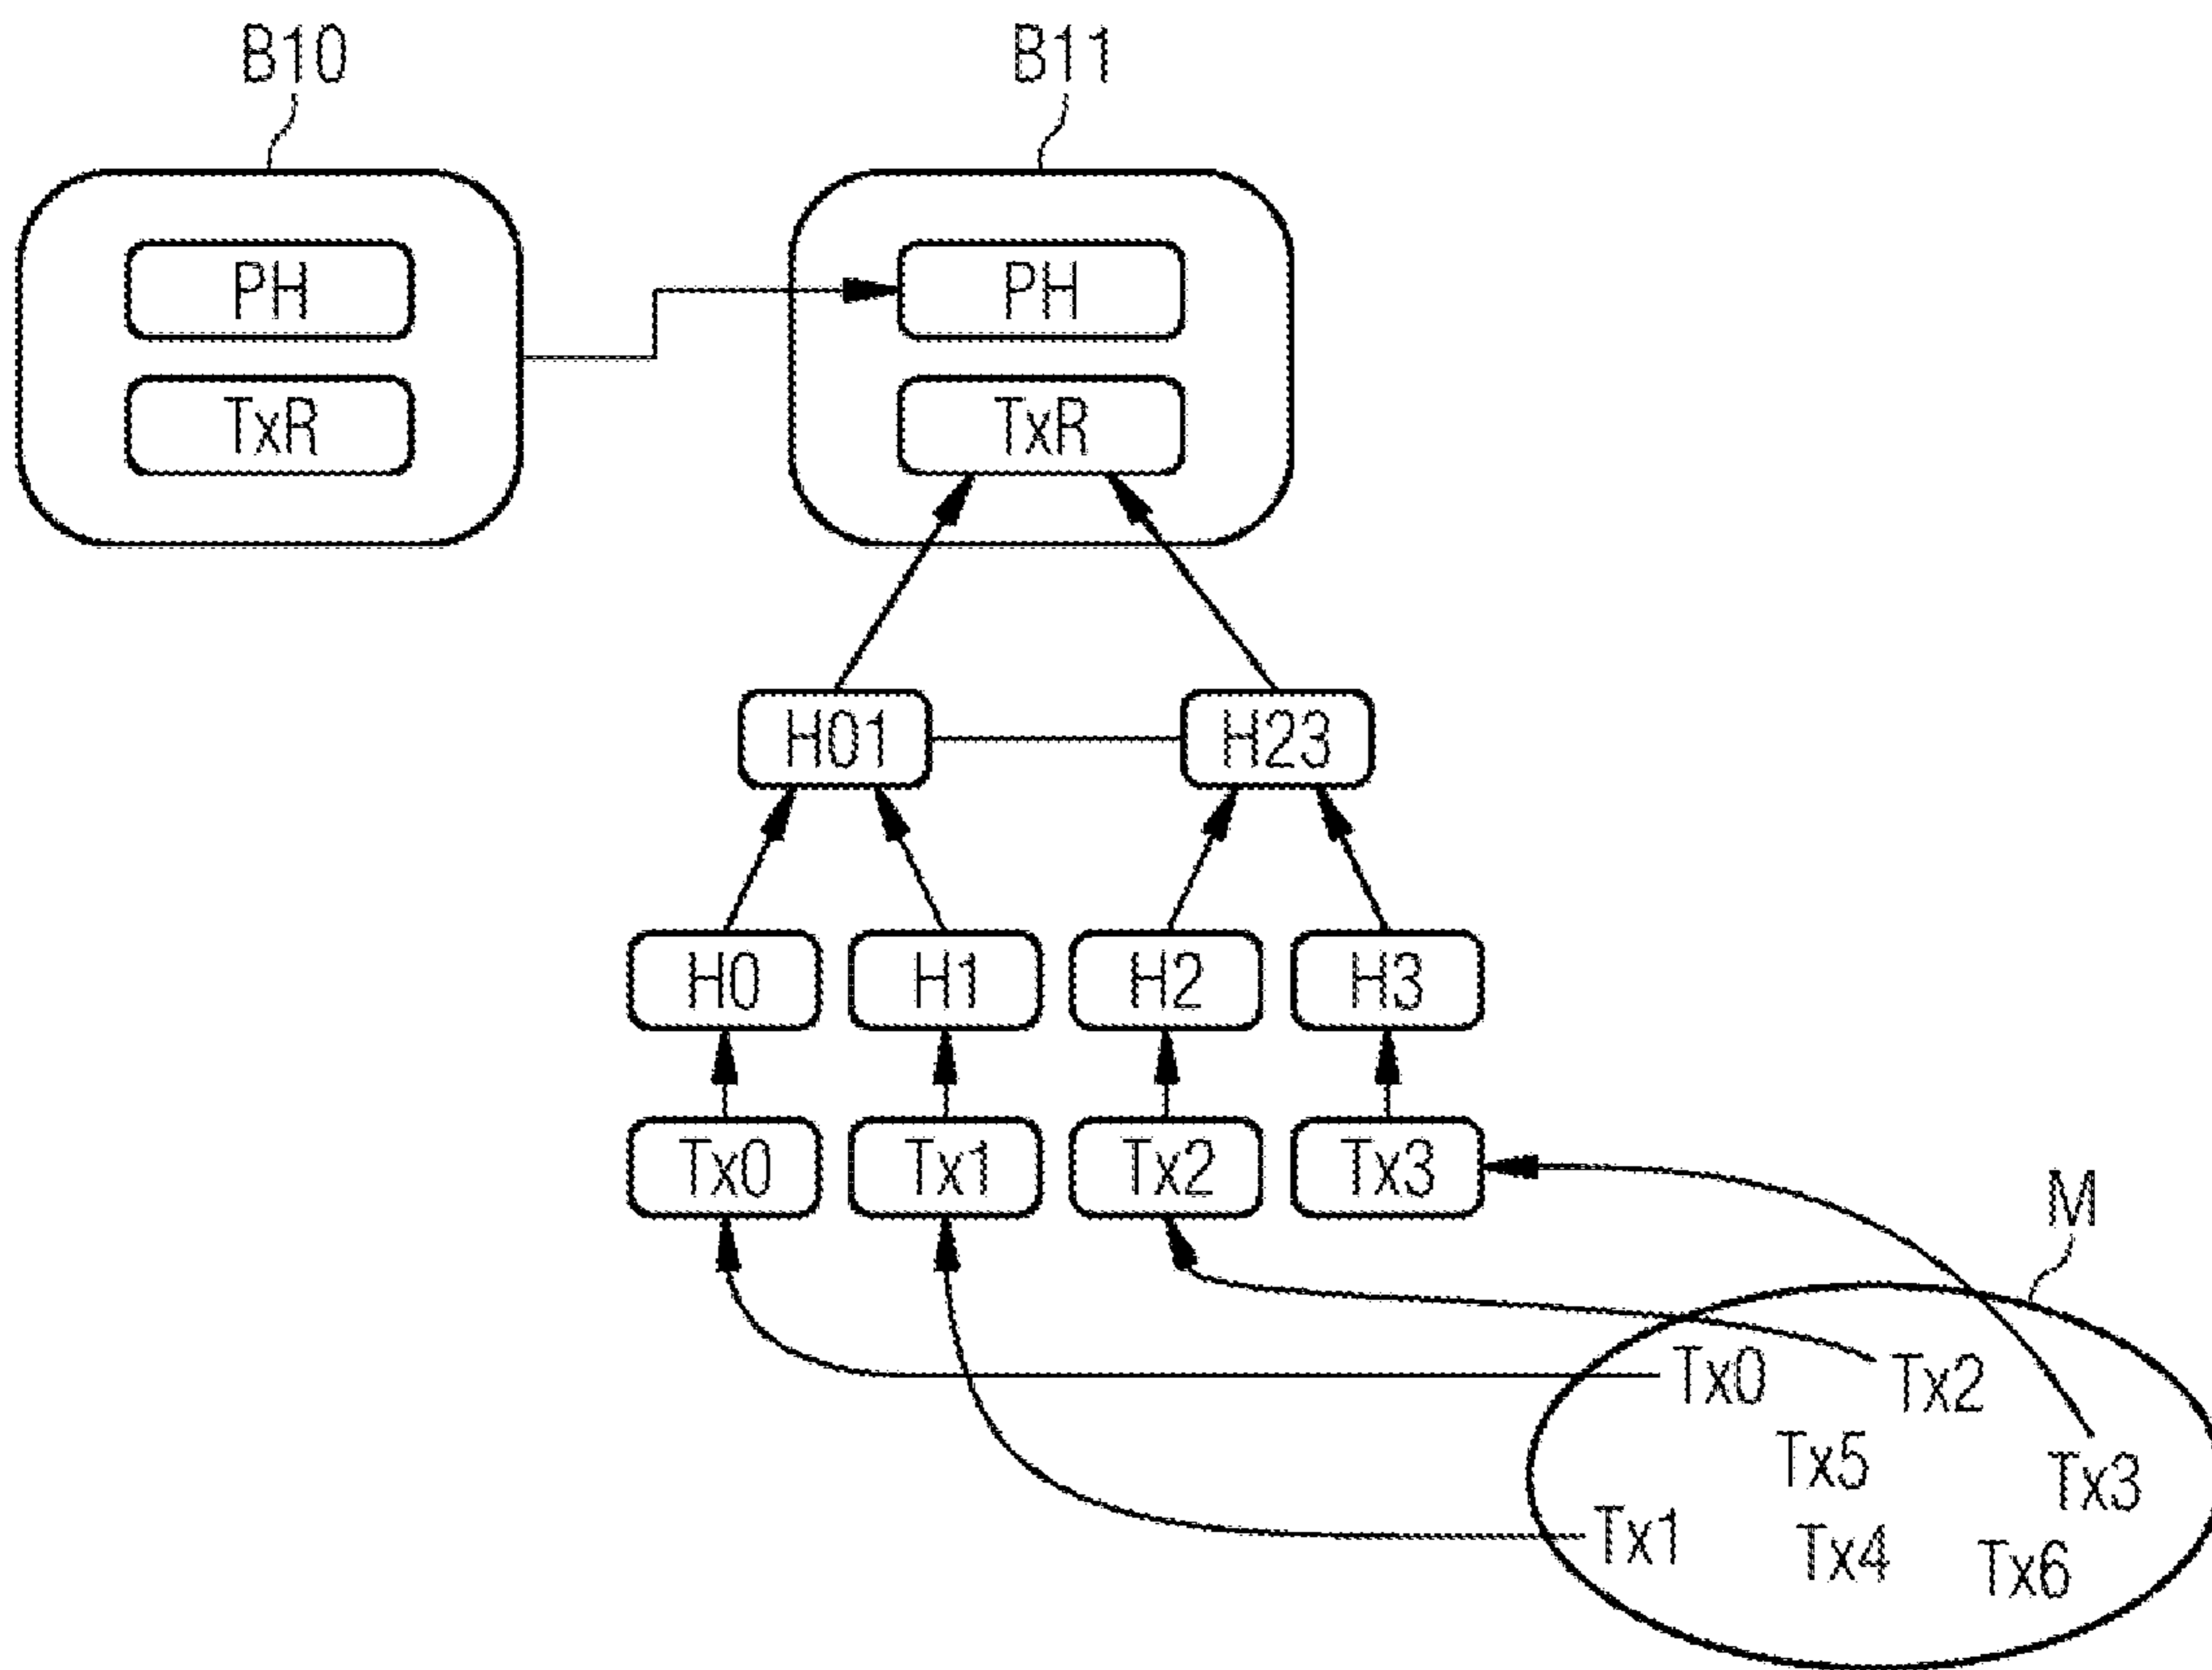 B10 B11
PH PH
TxR TxR
H01 H23
H0 H1 H2 H3
Tx0 Tx1 Tx2 Tx3
M
Tx0 Tx2
Tx5 Tx3
Tx1 Tx4 Tx6